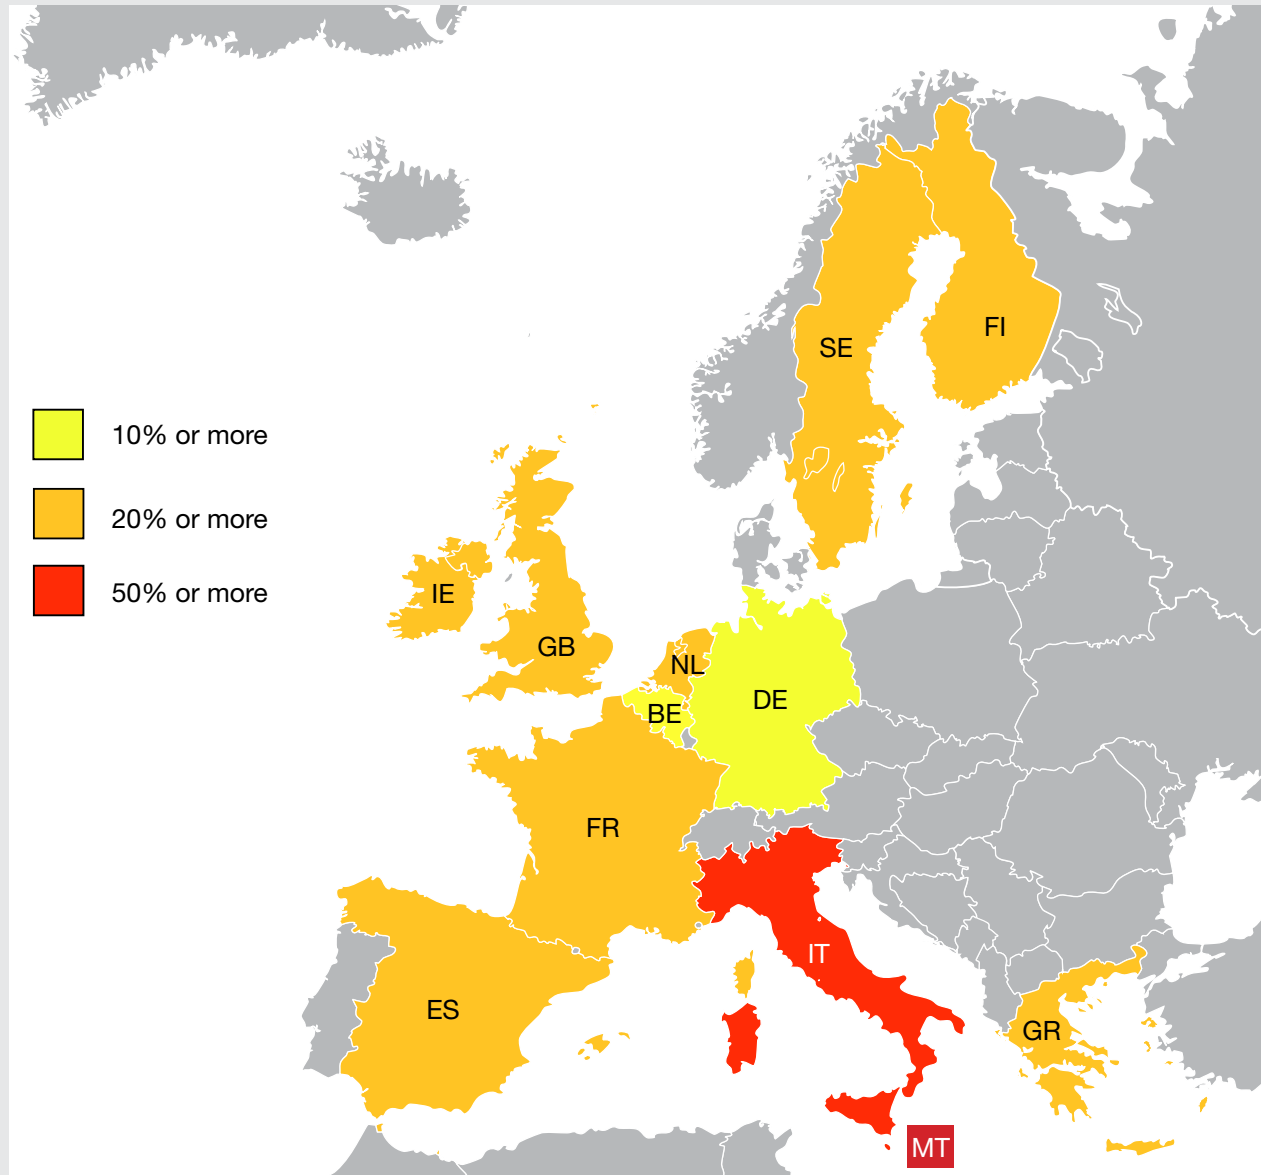 FI
SE
10% or more
20% or more
50% or more
IE
GB
NL
DE
BE
FR
IT
ES
GR
MT